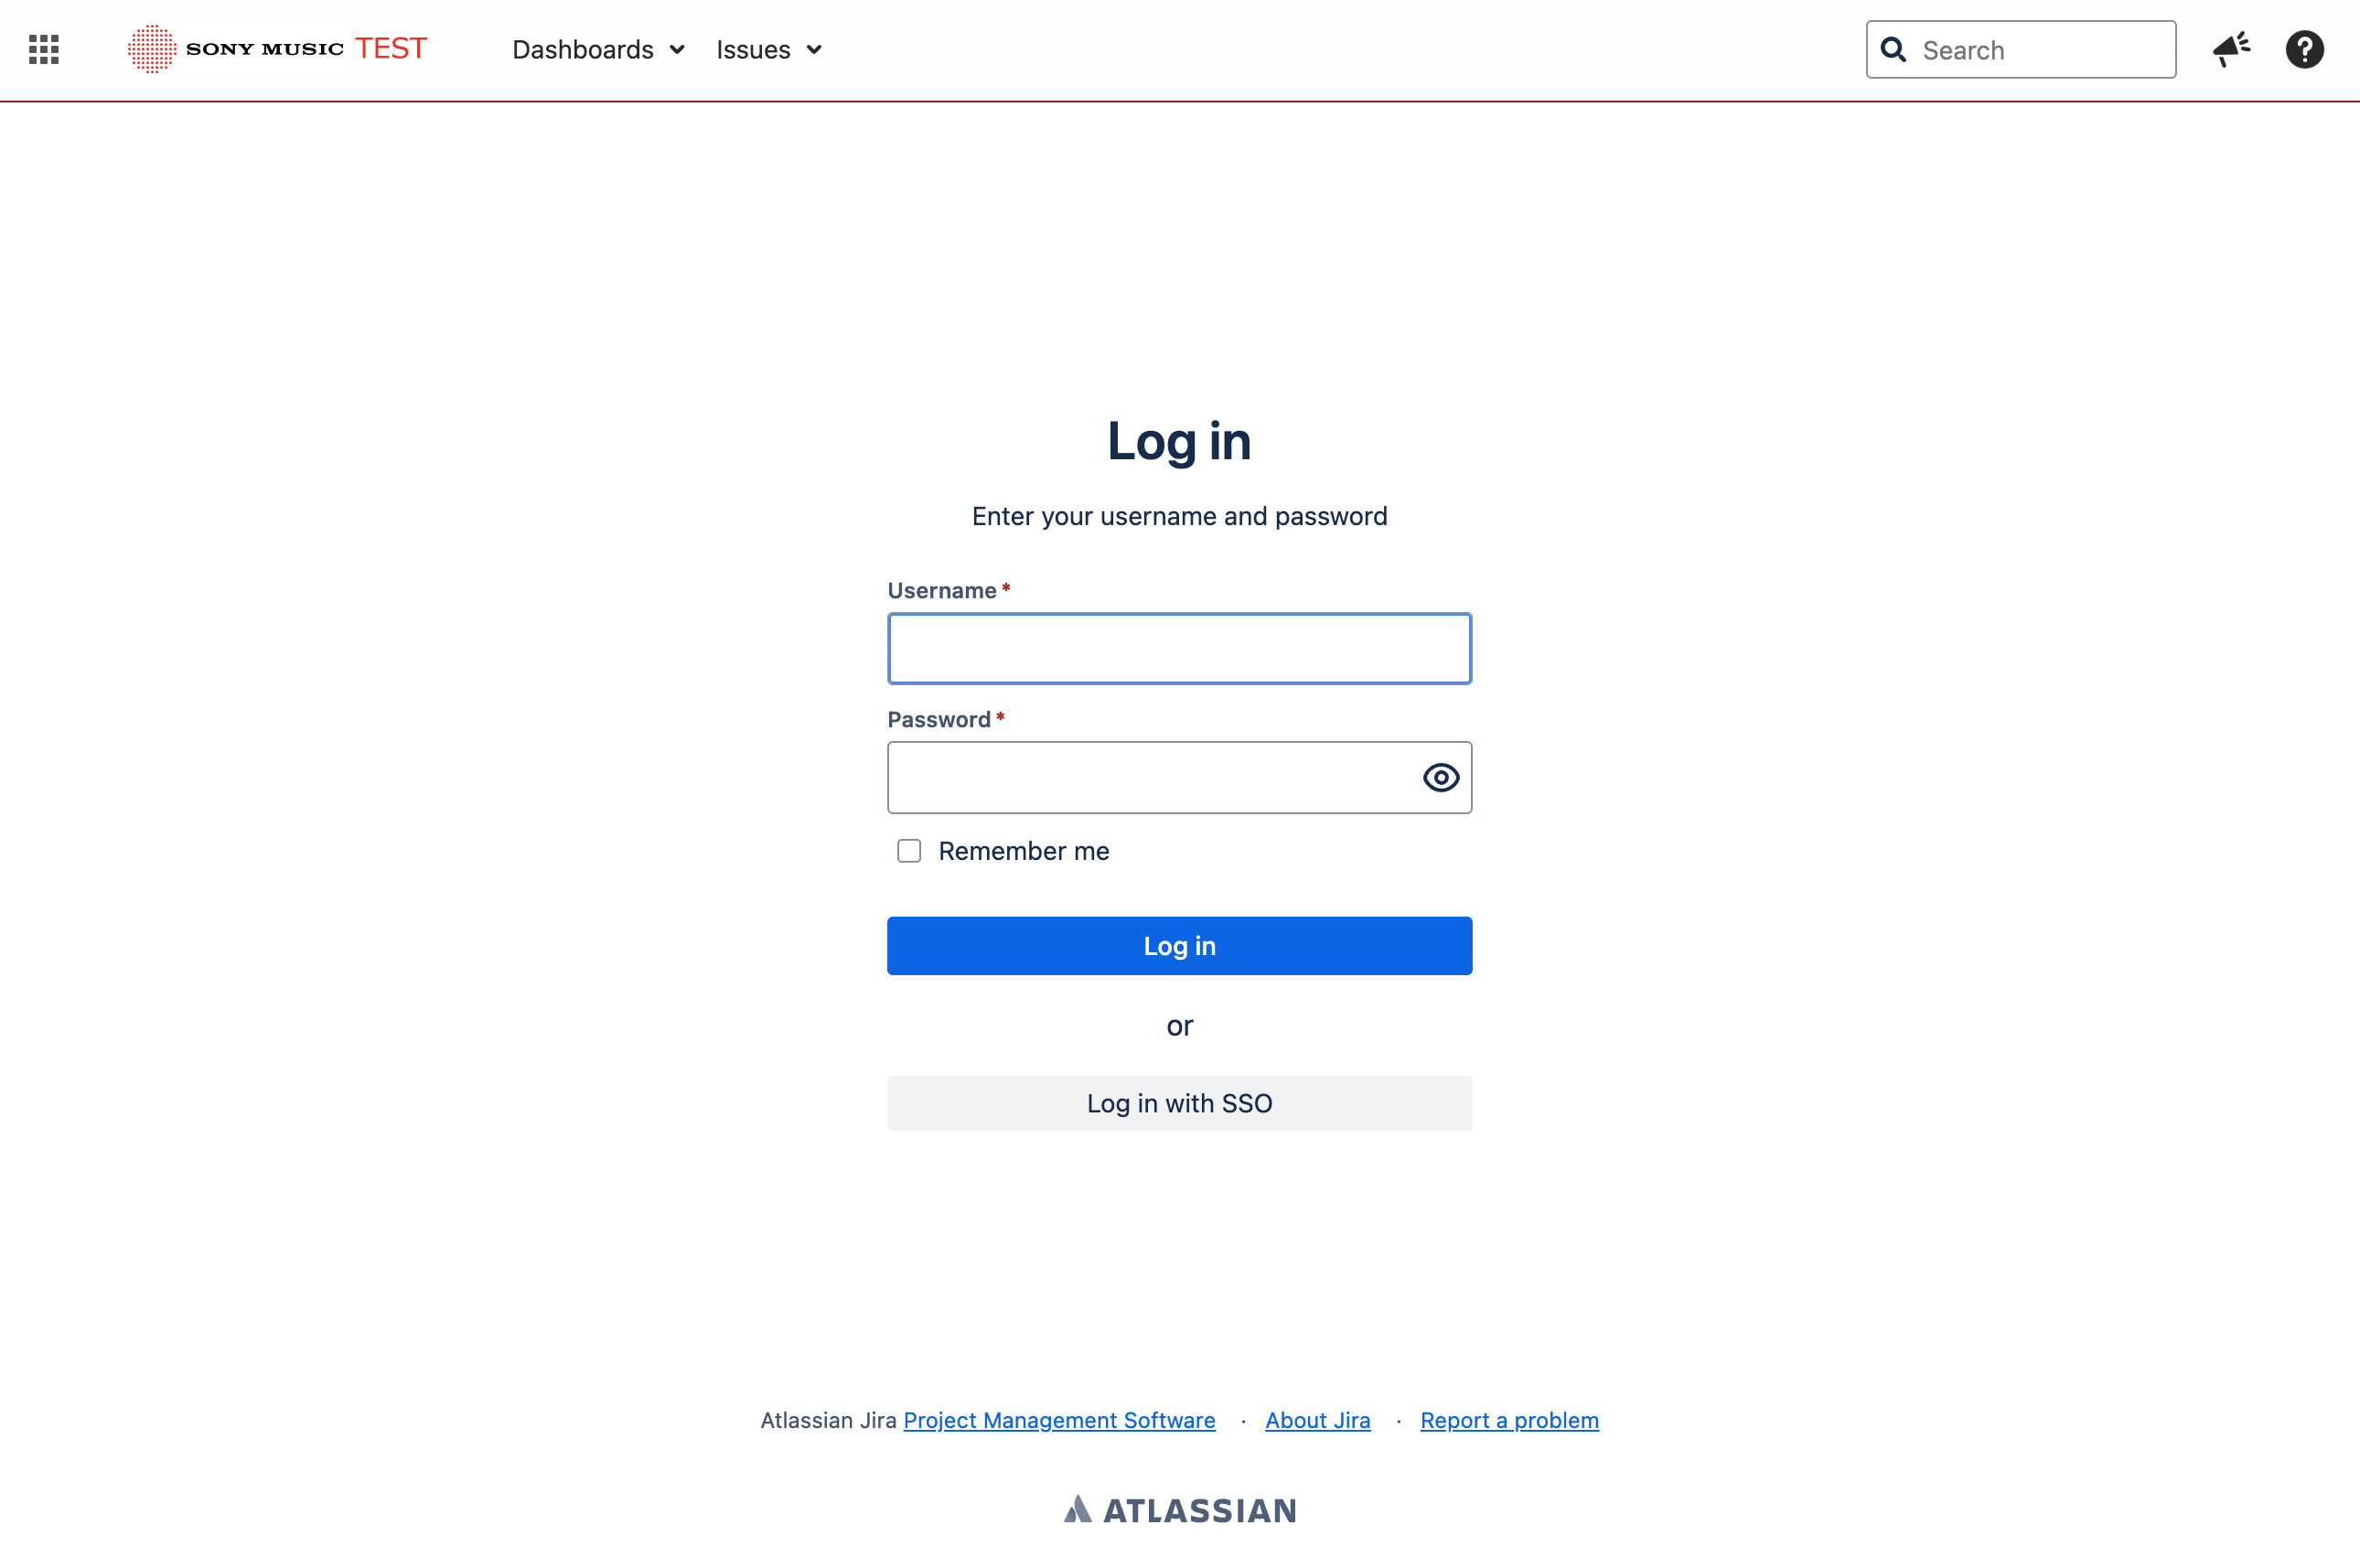 SONY MUSIC TEST
Dashboards
Issues
Search
Log in
Enter your username and password
Username *
Password *
Remember me
Log in
or
Log in with SSO
Atlassian Jira Project Management Software · About Jira · Report a problem
ATLASSIAN